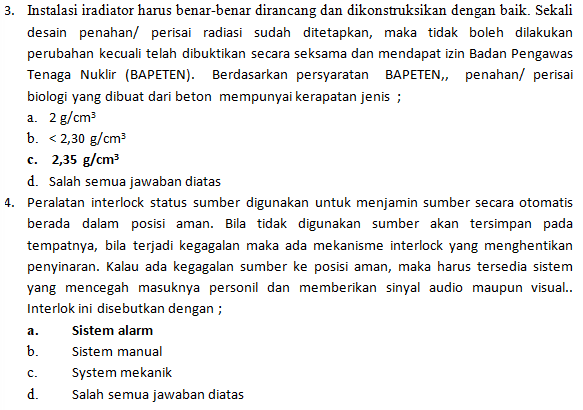 3. Instalasi iradiator harus benar-benar dirancang dan dikonstruksikan dengan baik. Sekali
desain penahan/ perisai radiasi sudah ditetapkan, maka tidak boleh dilakukan
perubahan kecuali telah dibuktikan secara seksama dan mendapat izin Badan Pengawas
Tenaga Nuklir (BAPETEN). Berdasarkan persyaratan BAPETEN,, penahan/ perisai
biologi yang dibuat dari beton mempunyai kerapatan jenis ;
a. 2 g/cm³
b. < 2,30 g/cm³
c. 2,35 g/cm³
d. Salah semua jawaban diatas
4. Peralatan interlock status sumber digunakan untuk menjamin sumber secara otomatis
berada dalam posisi aman. Bila tidak digunakan sumber akan tersimpan pada
tempatnya, bila terjadi kegagalan maka ada mekanisme interlock yang menghentikan
penyinaran. Kalau ada kegagalan sumber ke posisi aman, maka harus tersedia sistem
yang mencegah masuknya personil dan memberikan sinyal audio maupun visual..
Interlok ini disebutkan dengan ;
a. Sistem alarm
b. Sistem manual
c. System mekanik
d. Salah semua jawaban diatas